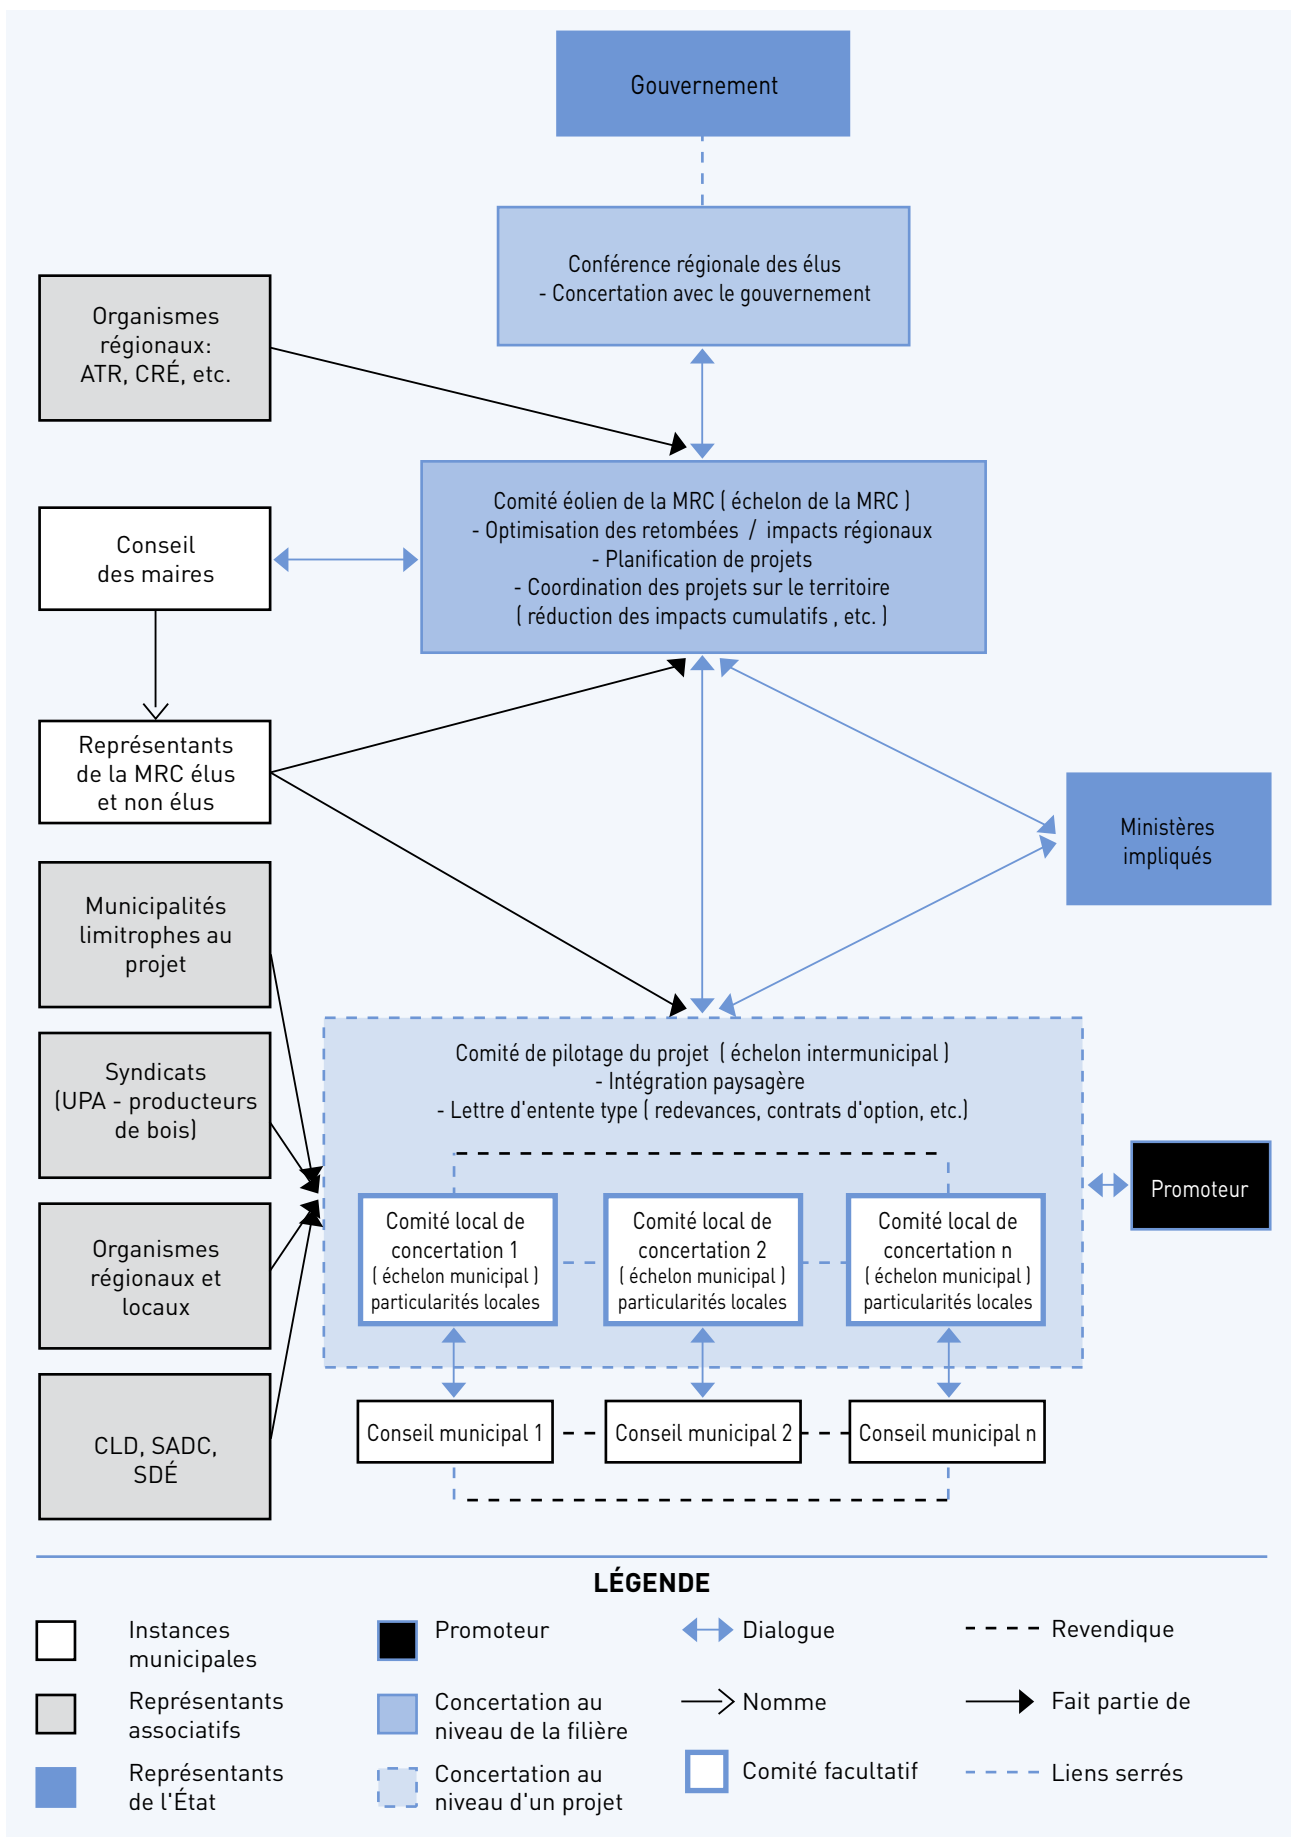 Gouvernement
Conférence régionale des élus
- Concertation avec le gouvernement
Organismes
régionaux:
ATR, CRÉ, etc.
Comité éolien de la MRC ( échelon de la MRC )
- Optimisation des retombées / impacts régionaux
- Planification de projets
- Coordination des projets sur le territoire
( réduction des impacts cumulatifs , etc. )
Conseil
des maires
Représentants
de la MRC élus
et non élus
Ministères
impliqués
Municipalités
limitrophes au
projet
Syndicats
(UPA - producteurs
de bois)
Organismes
régionaux et
locaux
CLD, SADC,
SDÉ
Comité de pilotage du projet ( échelon intermunicipal )
- Intégration paysagère
- Lettre d'entente type ( redevances, contrats d'option, etc.)
Promoteur
Comité local de
concertation 1
( échelon municipal )
particularités locales
Comité local de
concertation 2
( échelon municipal )
particularités locales
Comité local de
concertation n
( échelon municipal )
particularités locales
Conseil municipal 1
Conseil municipal 2
Conseil municipal n
LÉGENDE
Instances
municipales
Représentants
associatifs
Représentants
de l'État
Promoteur
Concertation au
niveau de la filière
Concertation au
niveau d'un projet
Dialogue
Nomme
Comité facultatif
Revendique
Fait partie de
Liens serrés